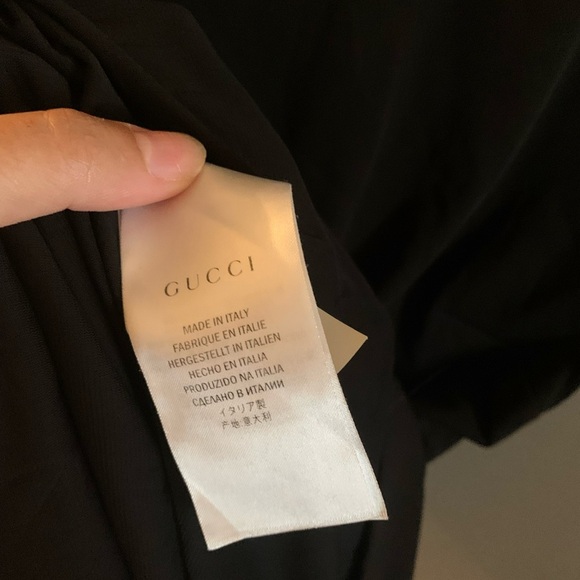 GUCCI
MADE IN ITALY
FABRIQUE EN ITALIE
HERGESTELLT IN ITALIEN
HECHO EN ITALIA
PRODUZIDO NA ITALIA
СДЕЛАНО В ИТАЛИИ
イタリア製
产地:意大利